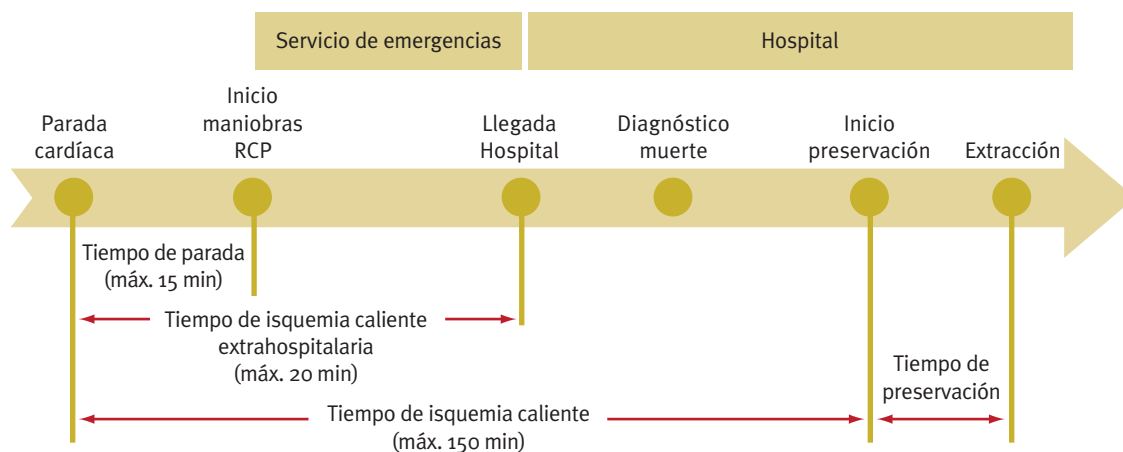 Servicio de emergencias
Hospital
Parada
cardíaca
Inicio
maniobras
RCP
Llegada
Hospital
Diagnóstico
muerte
Inicio
preservación
Extracción
Tiempo de parada
(máx. 15 min)
Tiempo de isquemia caliente
extrahospitalaria
(máx. 20 min)
Tiempo de
preservación
Tiempo de isquemia caliente
(máx. 150 min)